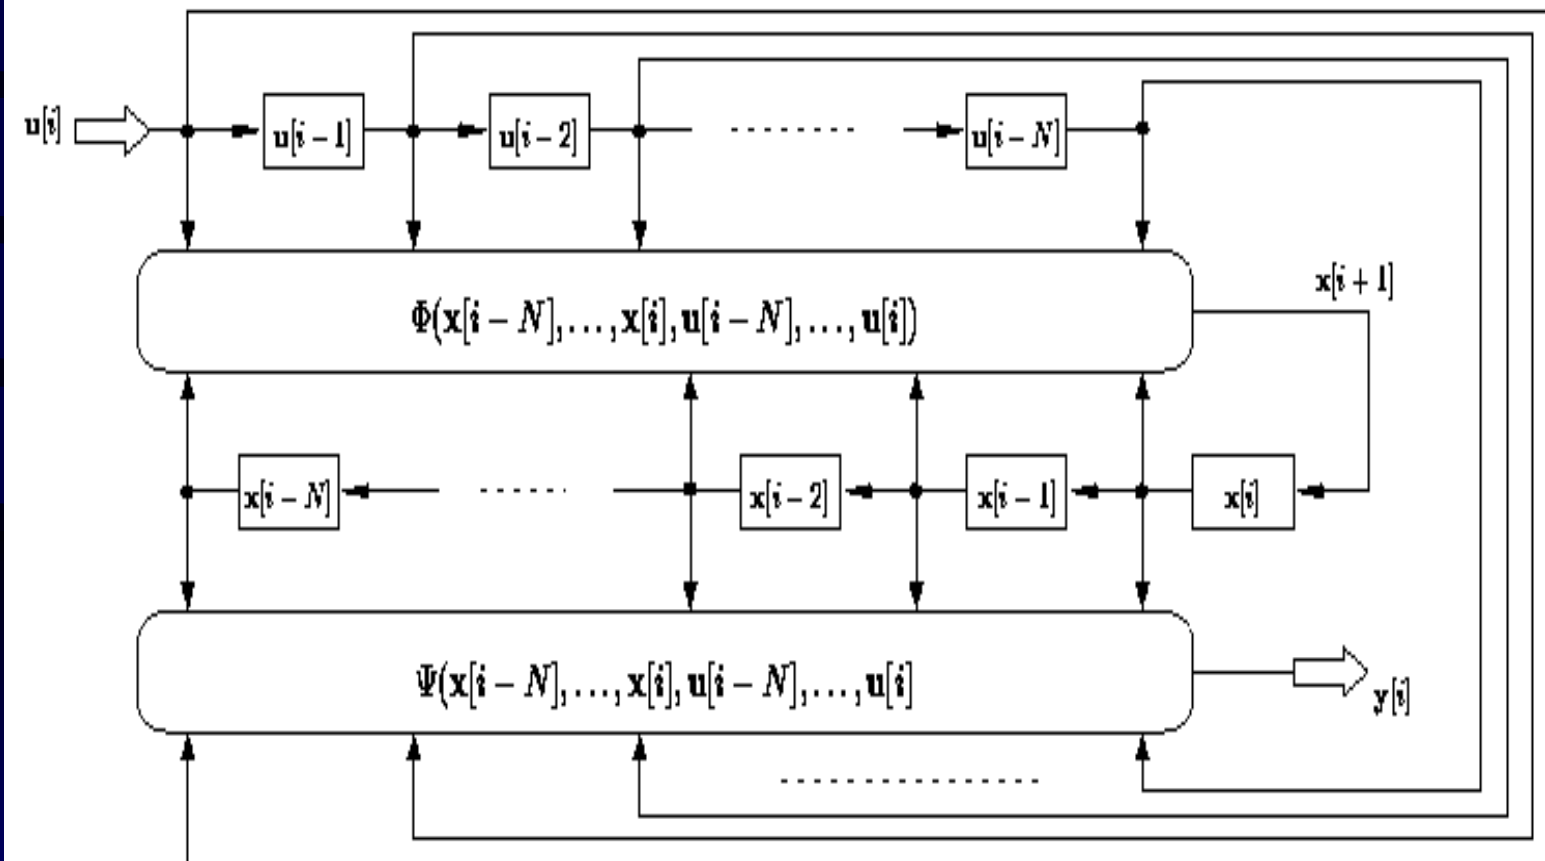 u[i]
u[i − 1]
u[i − 2]
u[i − N]
x[i + 1]
Φ(x[i − N], . . . , x[i], u[i − N], . . . , u[i])
x[i − N]
x[i − 2]
x[i − 1]
x[i]
Ψ(x[i − N], . . . , x[i], u[i − N], . . . , u[i]
y[i]